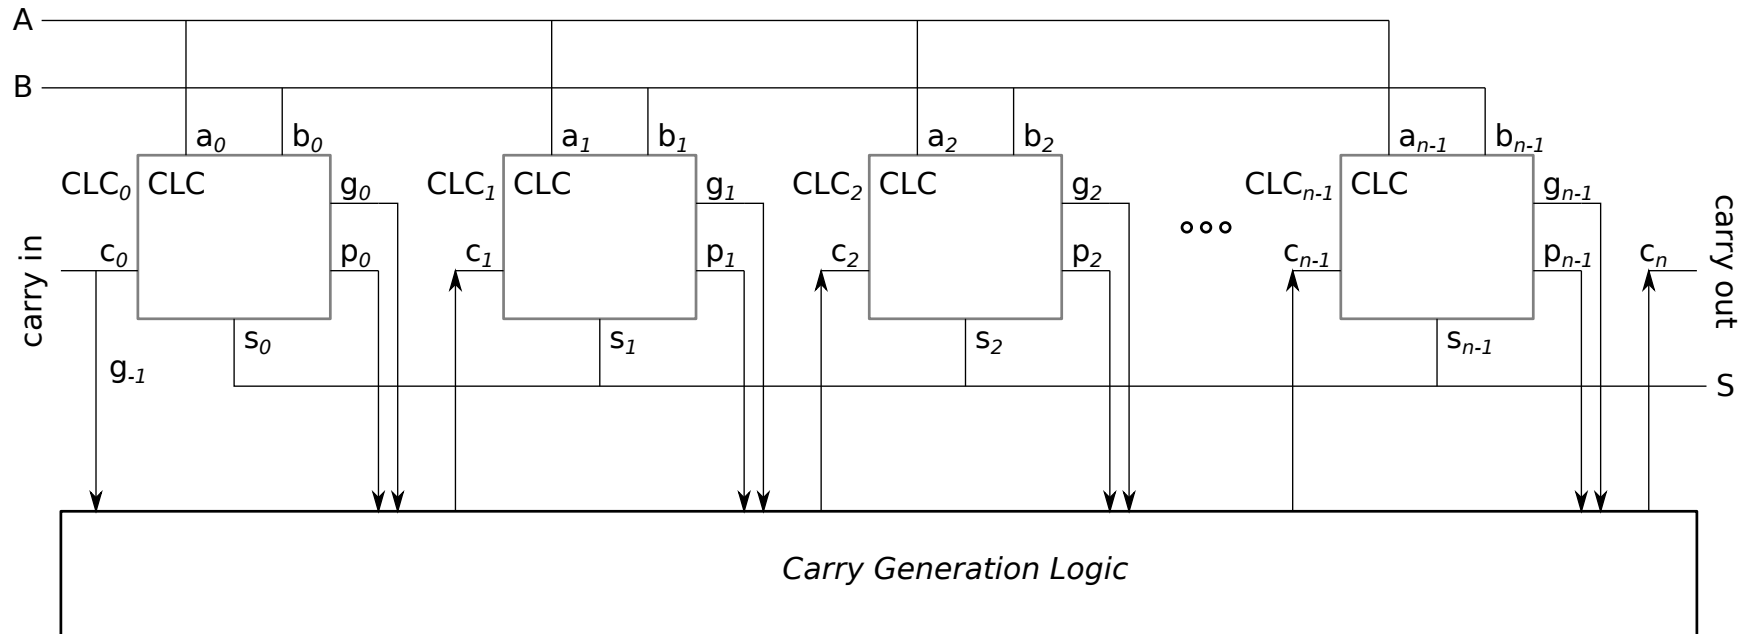 A
B
a0 b0 a1 b1 a2 b2 an-1 bn-1
CLC0 CLC g0 CLC1 CLC g1 CLC2 CLC g2 CLCn-1 CLC gn-1
carry in c0 p0 c1 p1 c2 p2 cn-1 pn-1 cn carry out
s0 s1 s2 sn-1
g-1
S
Carry Generation Logic